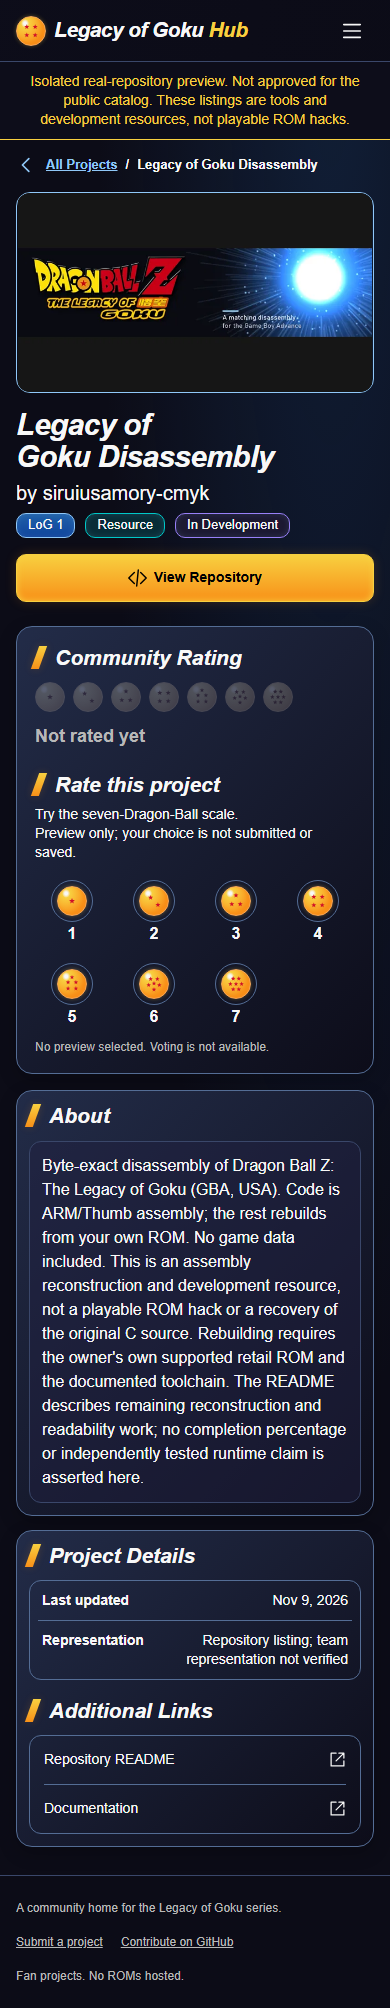 Legacy of Goku Hub
Isolated real-repository preview. Not approved for the
public catalog. These listings are tools and
development resources, not playable ROM hacks.
All Projects / Legacy of Goku Disassembly
DRAGON BALL Z
THE LEGACY OF 悟空
GOKU
A matching disassembly
for the Game Boy Advance
Legacy of
Goku Disassembly
by siruiusamory-cmyk
LoG 1 Resource In Development
View Repository
Community Rating
Not rated yet
Rate this project
Try the seven-Dragon-Ball scale.
Preview only; your choice is not submitted or
saved.
1 2 3 4
5 6 7
No preview selected. Voting is not available.
About
Byte-exact disassembly of Dragon Ball Z:
The Legacy of Goku (GBA, USA). Code is
ARM/Thumb assembly; the rest rebuilds
from your own ROM. No game data
included. This is an assembly
reconstruction and development resource,
not a playable ROM hack or a recovery of
the original C source. Rebuilding requires
the owner's own supported retail ROM and
the documented toolchain. The README
describes remaining reconstruction and
readability work; no completion percentage
or independently tested runtime claim is
asserted here.
Project Details
Last updated Nov 9, 2026
Representation Repository listing; team
representation not verified
Additional Links
Repository README
Documentation
A community home for the Legacy of Goku series.
Submit a project Contribute on GitHub
Fan projects. No ROMs hosted.